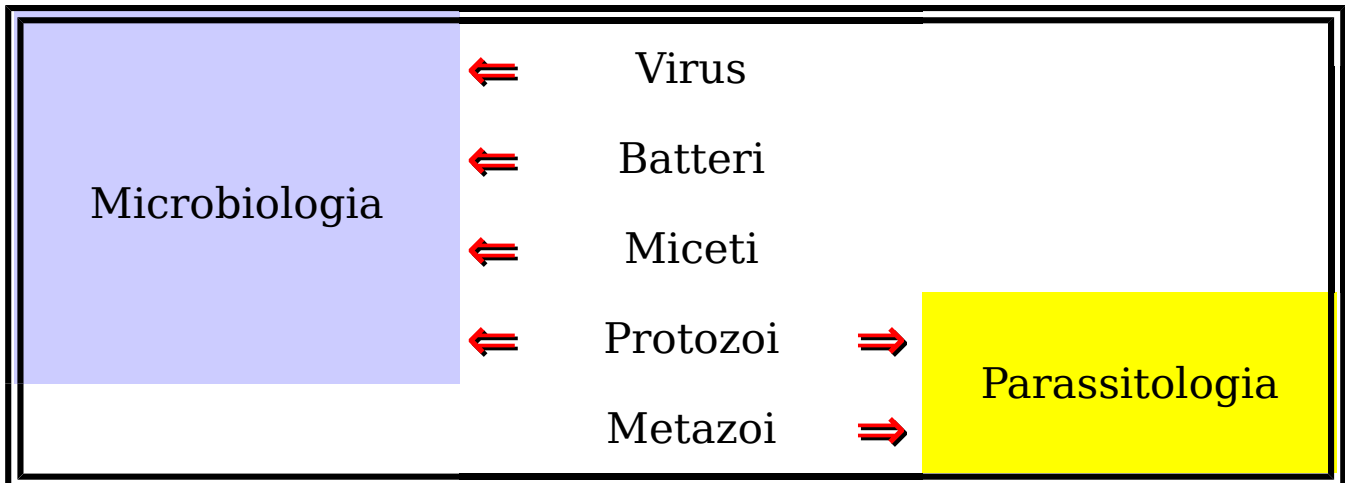 ⇐ Virus
⇐ Batteri
Microbiologia
⇐ Miceti
⇐ Protozoi ⇒
Parassitologia
Metazoi ⇒